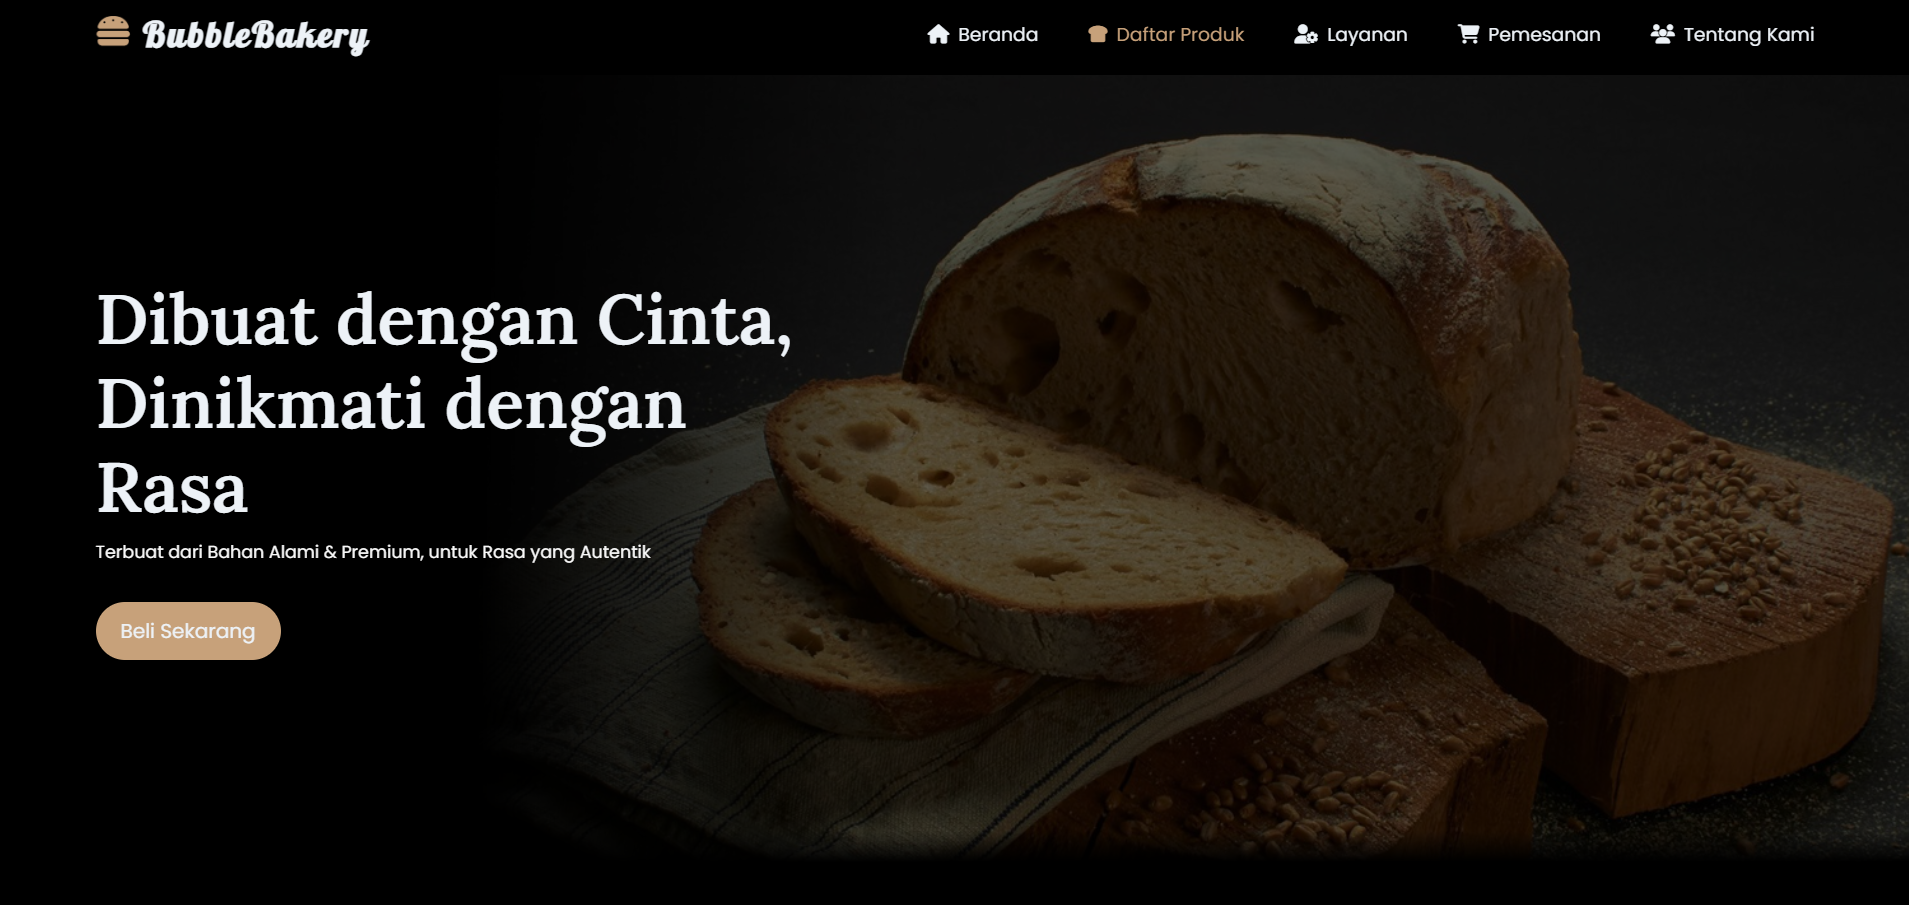 BubbleBakery
Beranda
Daftar Produk
Layanan
Pemesanan
Tentang Kami
Dibuat dengan Cinta,
Dinikmati dengan
Rasa
Terbuat dari Bahan Alami & Premium, untuk Rasa yang Autentik
Beli Sekarang